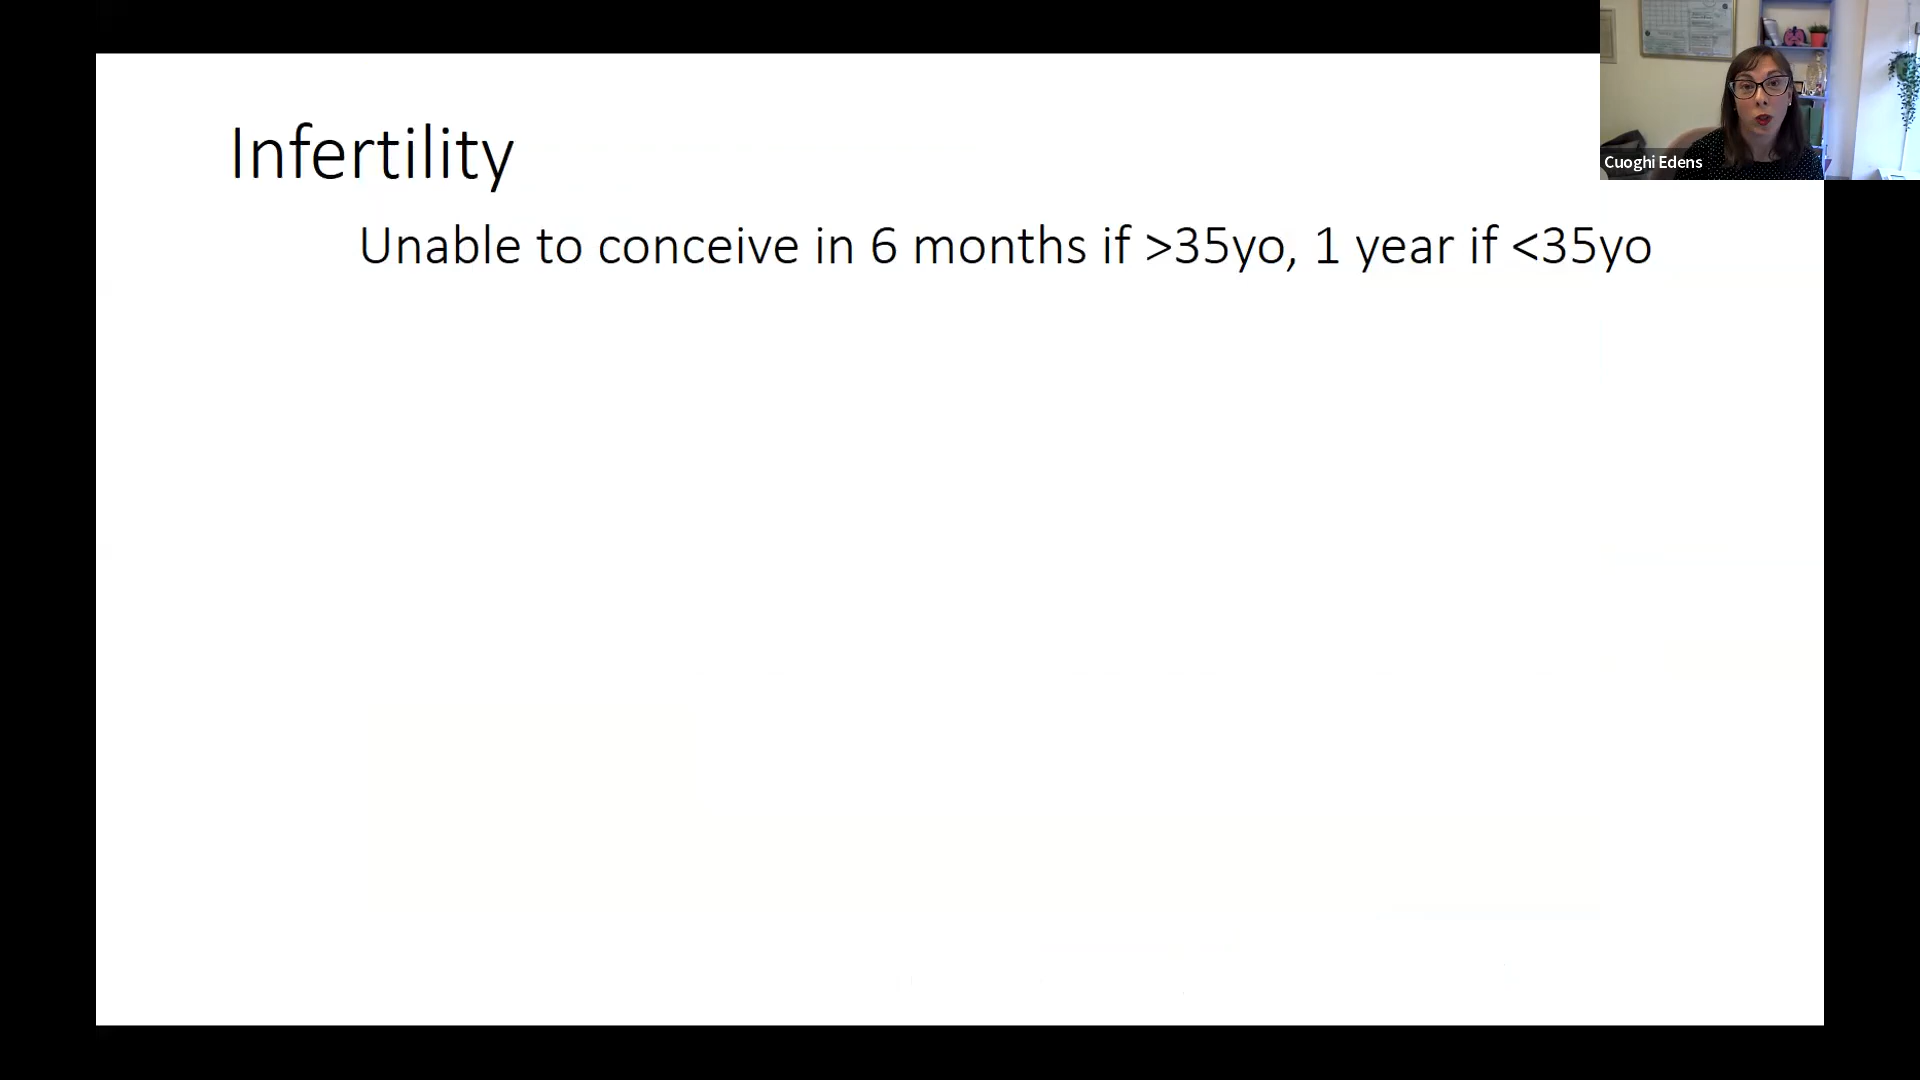 Infertility
Unable to conceive in 6 months if >35yo, 1 year if <35yo
Cuoghi Edens